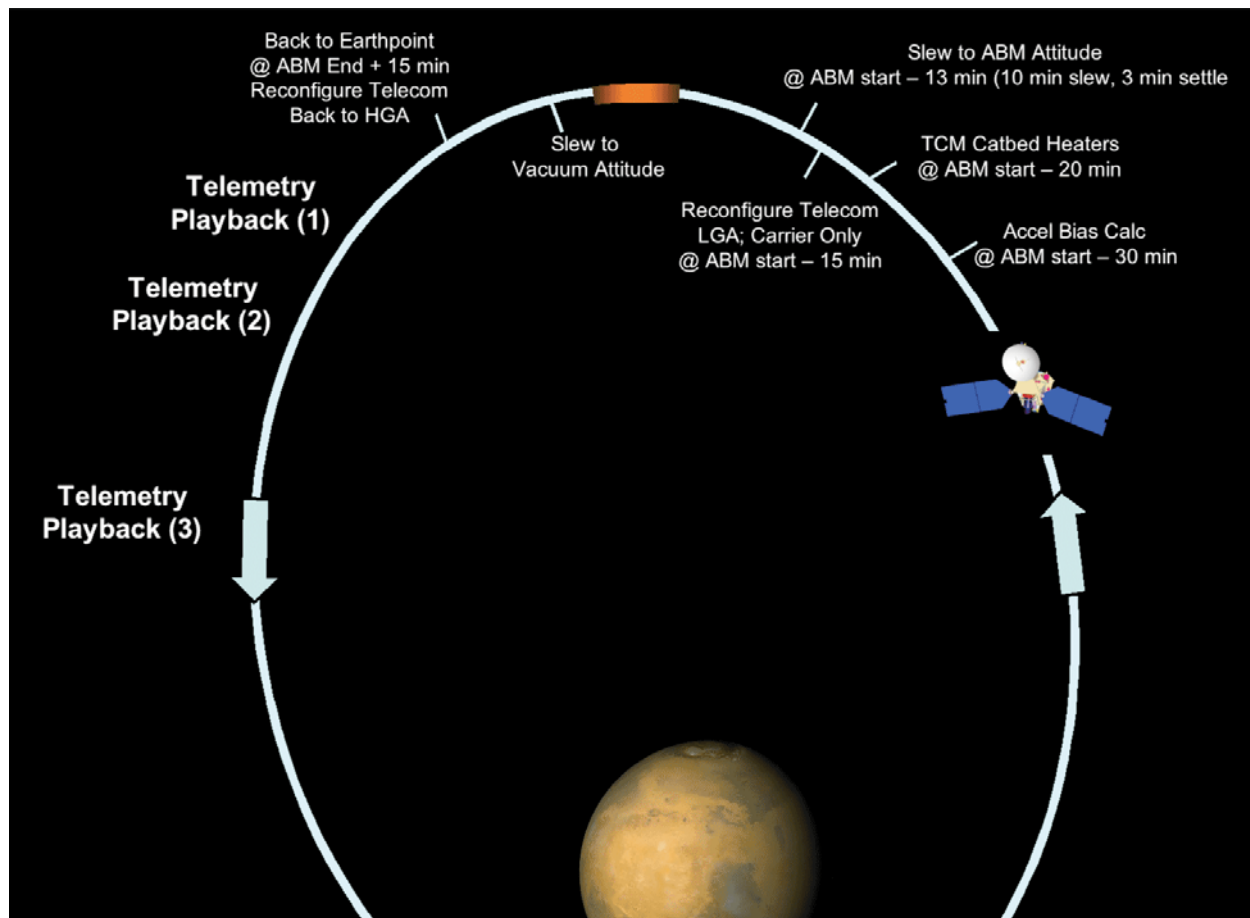 Back to Earthpoint
@ ABM End + 15 min
Reconfigure Telecom
Back to HGA
Slew to
Vacuum Attitude
Slew to ABM Attitude
@ ABM start – 13 min (10 min slew, 3 min settle
TCM Catbed Heaters
@ ABM start – 20 min
Reconfigure Telecom
LGA; Carrier Only
@ ABM start – 15 min
Accel Bias Calc
@ ABM start – 30 min
Telemetry
Playback (1)
Telemetry
Playback (2)
Telemetry
Playback (3)